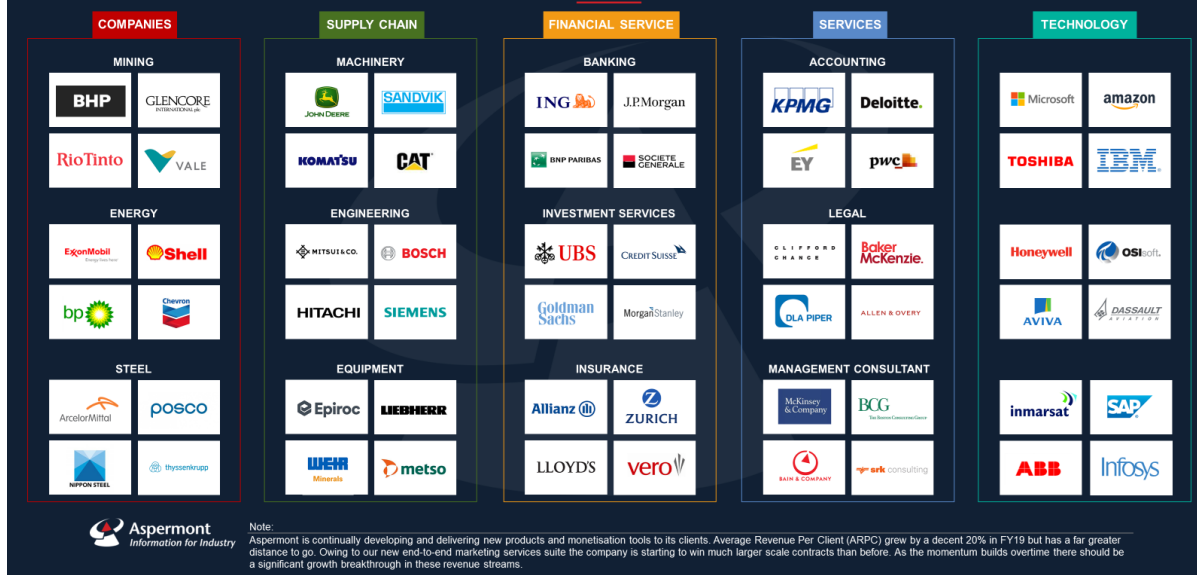 COMPANIES
SUPPLY CHAIN
FINANCIAL SERVICE
SERVICES
TECHNOLOGY
MINING
MACHINERY
BANKING
ACCOUNTING
BHP
GLENCORE
INTERNATIONAL plc
JOHN DEERE
SANDVIK
ING
J.P.Morgan
KPMG
Deloitte.
Microsoft
amazon
RioTinto
VALE
KOMATSU
CAT
BNP PARIBAS
SOCIETE
GENERALE
EY
pwc
TOSHIBA
IBM
ENERGY
ENGINEERING
INVESTMENT SERVICES
LEGAL
ExxonMobil
Energy lives here
Shell
MITSUI & CO.
BOSCH
UBS
CREDIT SUISSE
CLIFFORD
CHANCE
Baker
McKenzie.
Honeywell
OSIsoft.
bp
Chevron
HITACHI
SIEMENS
Goldman
Sachs
Morgan Stanley
DLA PIPER
ALLEN & OVERY
AVIVA
DASSAULT
AVIATION
STEEL
EQUIPMENT
INSURANCE
MANAGEMENT CONSULTANT
ArcelorMittal
posco
Epiroc
LIEBHERR
Allianz
ZURICH
McKinsey
& Company
BCG
THE BOSTON CONSULTING GROUP
inmarsat
SAP
NIPPON STEEL
thyssenkrupp
WEIR
Minerals
metso
LLOYD'S
vero
BAIN & COMPANY
srk consulting
ABB
Infosys
Aspermont
Information for Industry
Note:
Aspermont is continually developing and delivering new products and monetisation tools to its clients. Average Revenue Per Client (ARPC) grew by a decent 20% in FY19 but has a far greater
distance to go. Owing to our new end-to-end marketing services suite the company is starting to win much larger scale contracts than before. As the momentum builds overtime there should be
a significant growth breakthrough in these revenue streams.